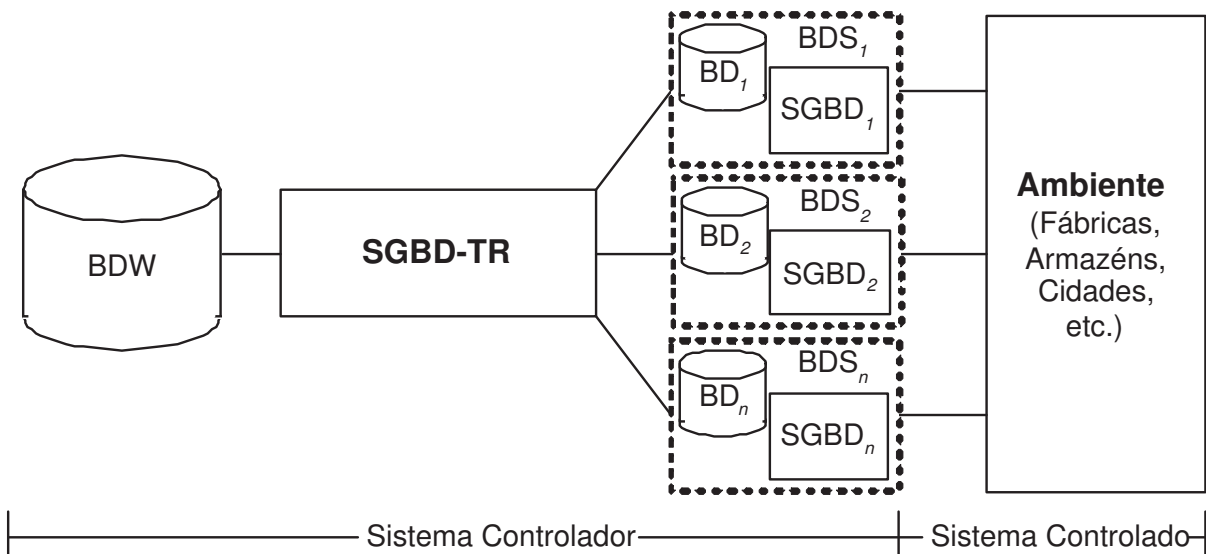 BDW
SGBD-TR
BDS1
BD1
SGBD1
BDS2
BD2
SGBD2
BDSn
BDn
SGBDn
Ambiente
(Fábricas,
Armazéns,
Cidades,
etc.)
Sistema Controlador
Sistema Controlado